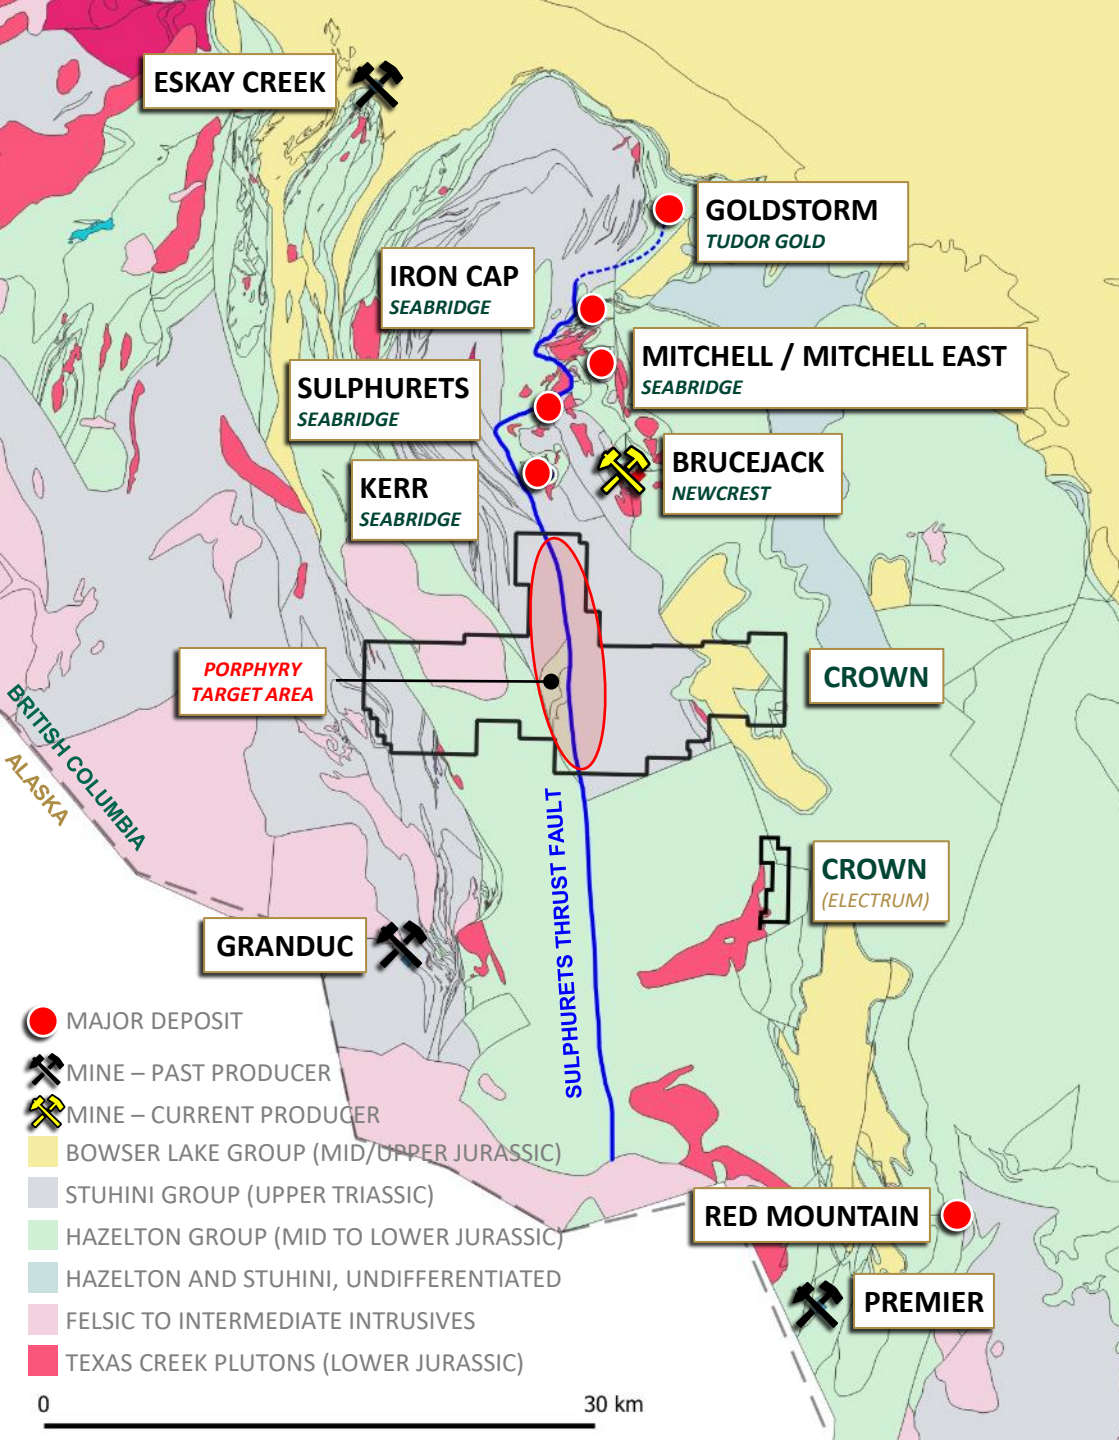 ESKAY CREEK
GOLDSTORM
TUDOR GOLD
IRON CAP
SEABRIDGE
MITCHELL / MITCHELL EAST
SEABRIDGE
SULPHURETS
SEABRIDGE
BRUCEJACK
NEWCREST
KERR
SEABRIDGE
PORPHYRY
TARGET AREA
CROWN
BRITISH COLUMBIA
ALASKA
SULPHURETS THRUST FAULT
CROWN
(ELECTRUM)
GRANDUC
MAJOR DEPOSIT
MINE – PAST PRODUCER
MINE – CURRENT PRODUCER
BOWSER LAKE GROUP (MID/UPPER JURASSIC)
STUHINI GROUP (UPPER TRIASSIC)
HAZELTON GROUP (MID TO LOWER JURASSIC)
HAZELTON AND STUHINI, UNDIFFERENTIATED
FELSIC TO INTERMEDIATE INTRUSIVES
TEXAS CREEK PLUTONS (LOWER JURASSIC)
RED MOUNTAIN
PREMIER
0
30 km